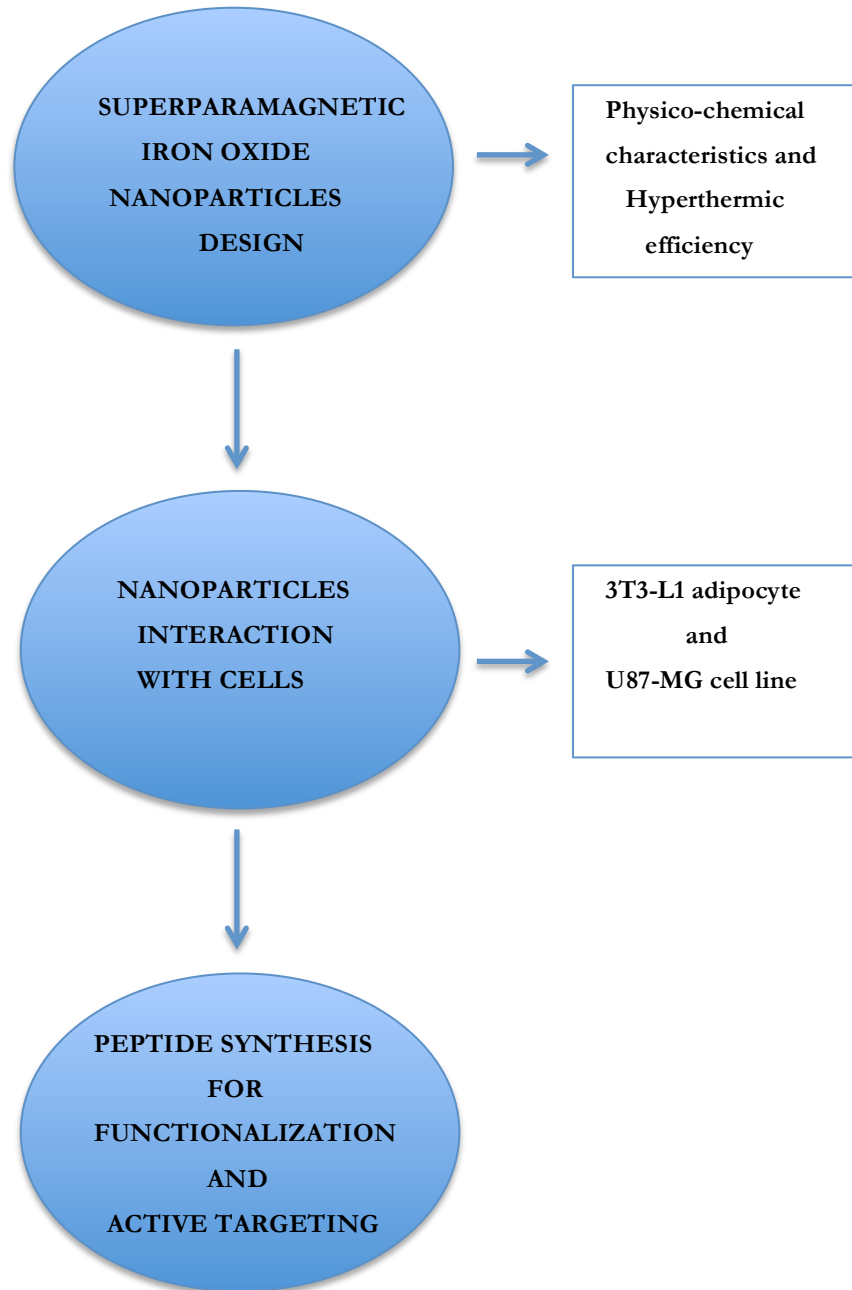 SUPERPARAMAGNETIC
IRON OXIDE
NANOPARTICLES
DESIGN
Physico-chemical
characteristics and
Hyperthermic
efficiency
NANOPARTICLES
INTERACTION
WITH CELLS
3T3-L1 adipocyte
and
U87-MG cell line
PEPTIDE SYNTHESIS
FOR
FUNCTIONALIZATION
AND
ACTIVE TARGETING